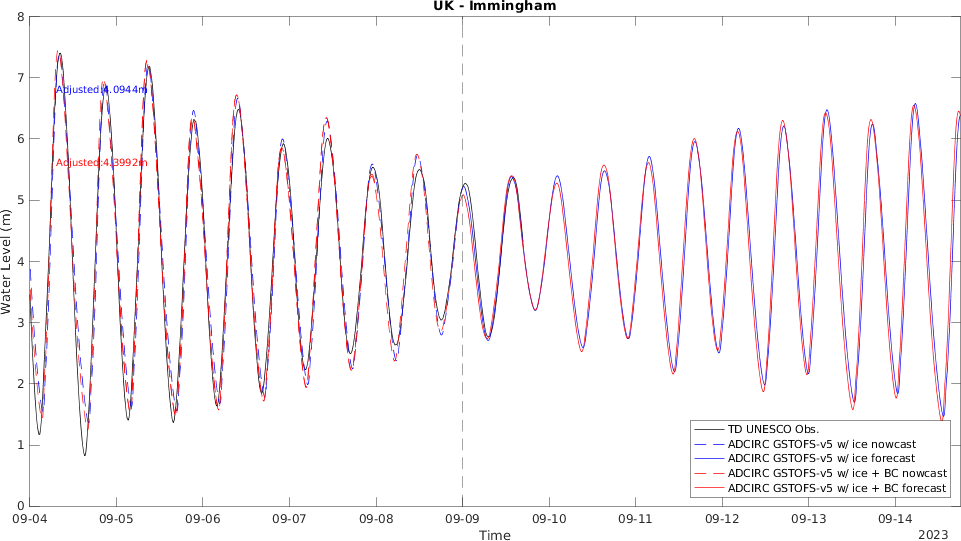 UK - Immingham
8
7
6
5
4
3
2
1
0
Water Level (m)
Adjusted:4.0944m
Adjusted:4.3992m
TD UNESCO Obs.
ADCIRC GSTOFS-v5 w/ ice nowcast
ADCIRC GSTOFS-v5 w/ ice forecast
ADCIRC GSTOFS-v5 w/ ice + BC nowcast
ADCIRC GSTOFS-v5 w/ ice + BC forecast
09-04 09-05 09-06 09-07 09-08 09-09 09-10 09-11 09-12 09-13 09-14
Time
2023